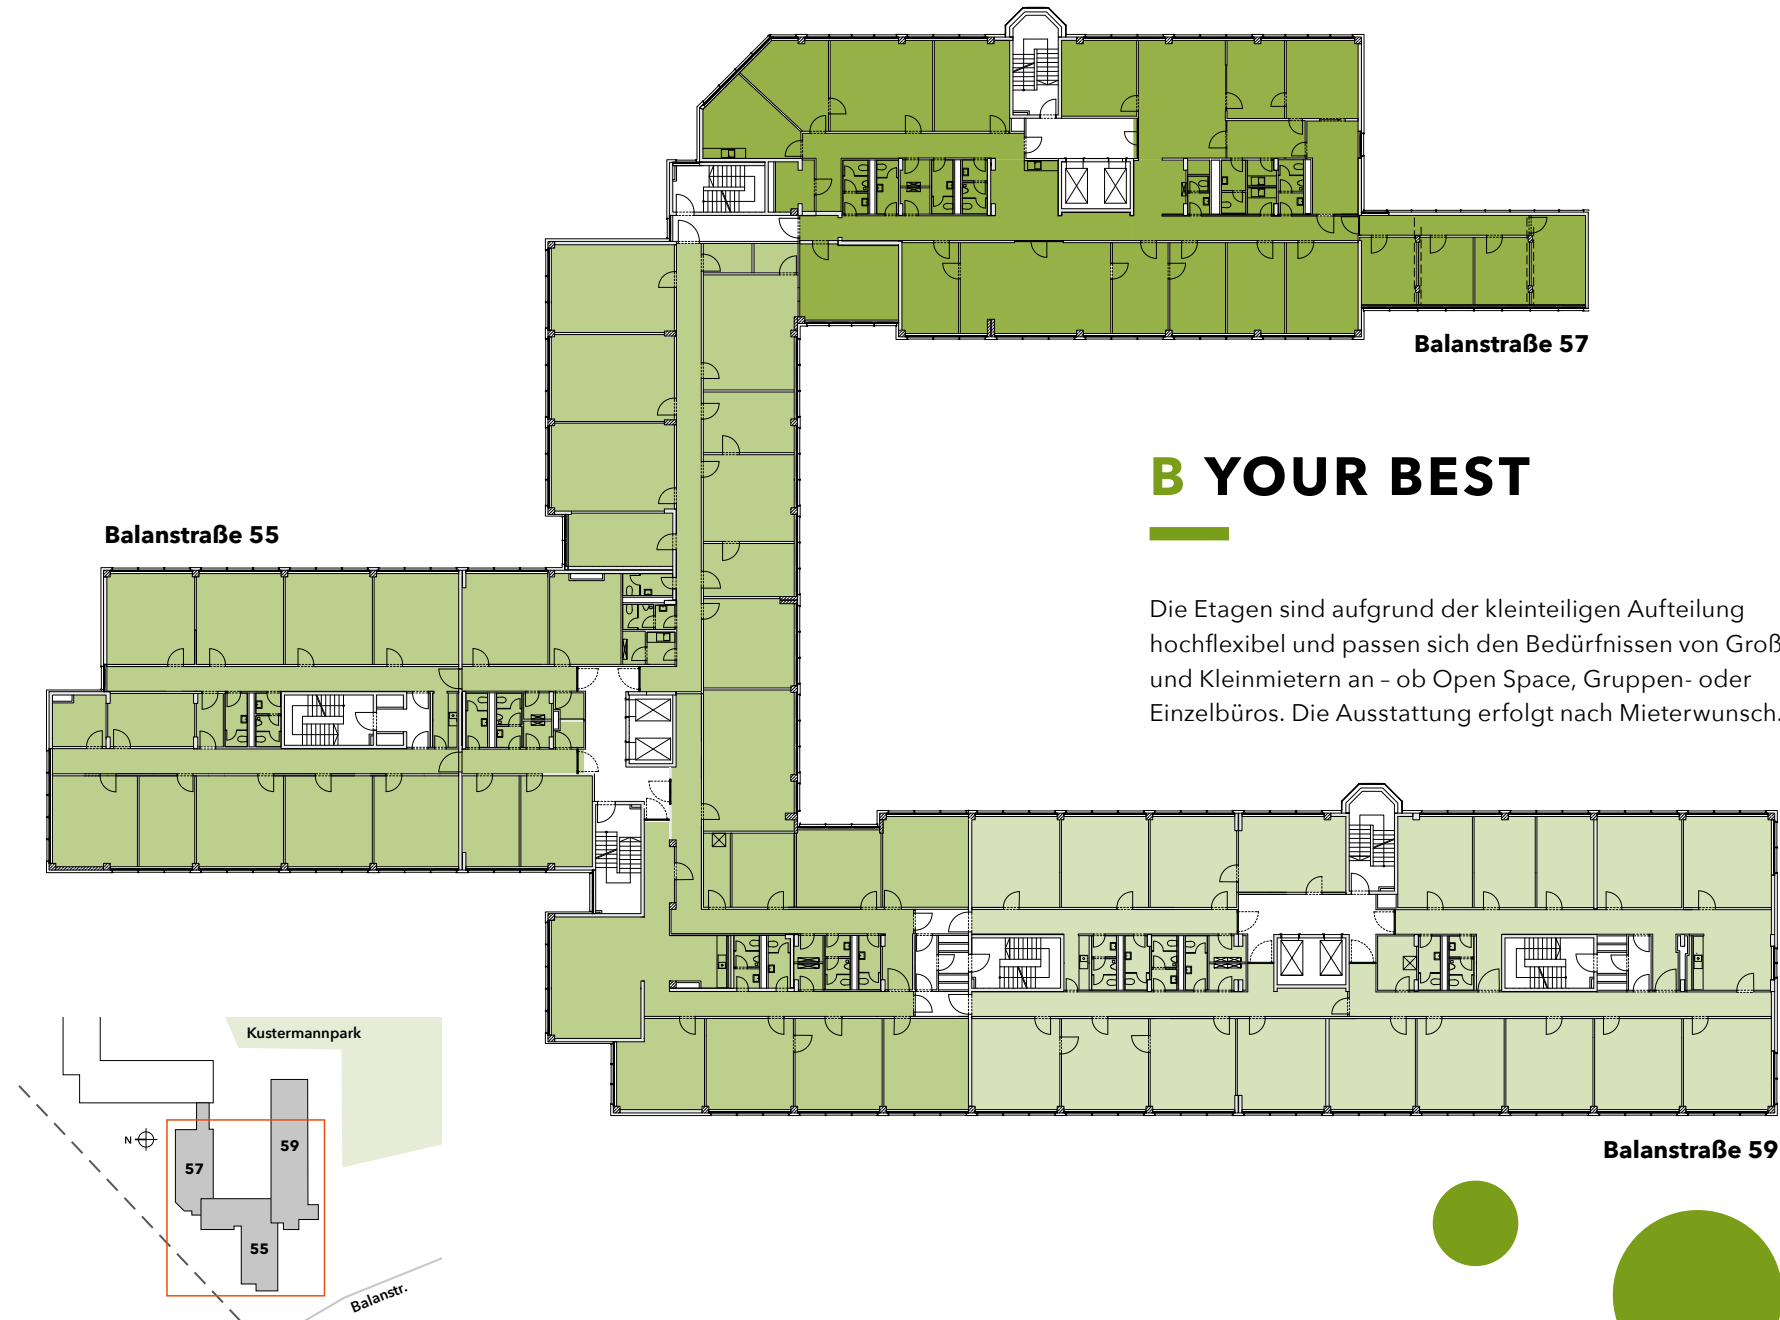 Balanstraße 57
B YOUR BEST
Balanstraße 55
Die Etagen sind aufgrund der kleinteiligen Aufteilung
hochflexibel und passen sich den Bedürfnissen von Groß
und Kleinmietern an – ob Open Space, Gruppen- oder
Einzelbüros. Die Ausstattung erfolgt nach Mieterwunsch.
Kustermannpark
N
59
57
55
Balanstr.
Balanstraße 59